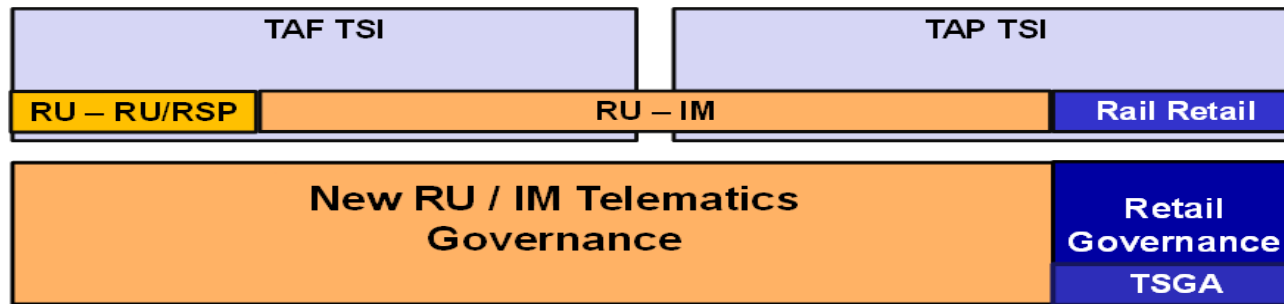 TAF TSI
TAP TSI
RU – RU/RSP
RU – IM
Rail Retail
New RU / IM Telematics
Governance
Retail
Governance
TSGA